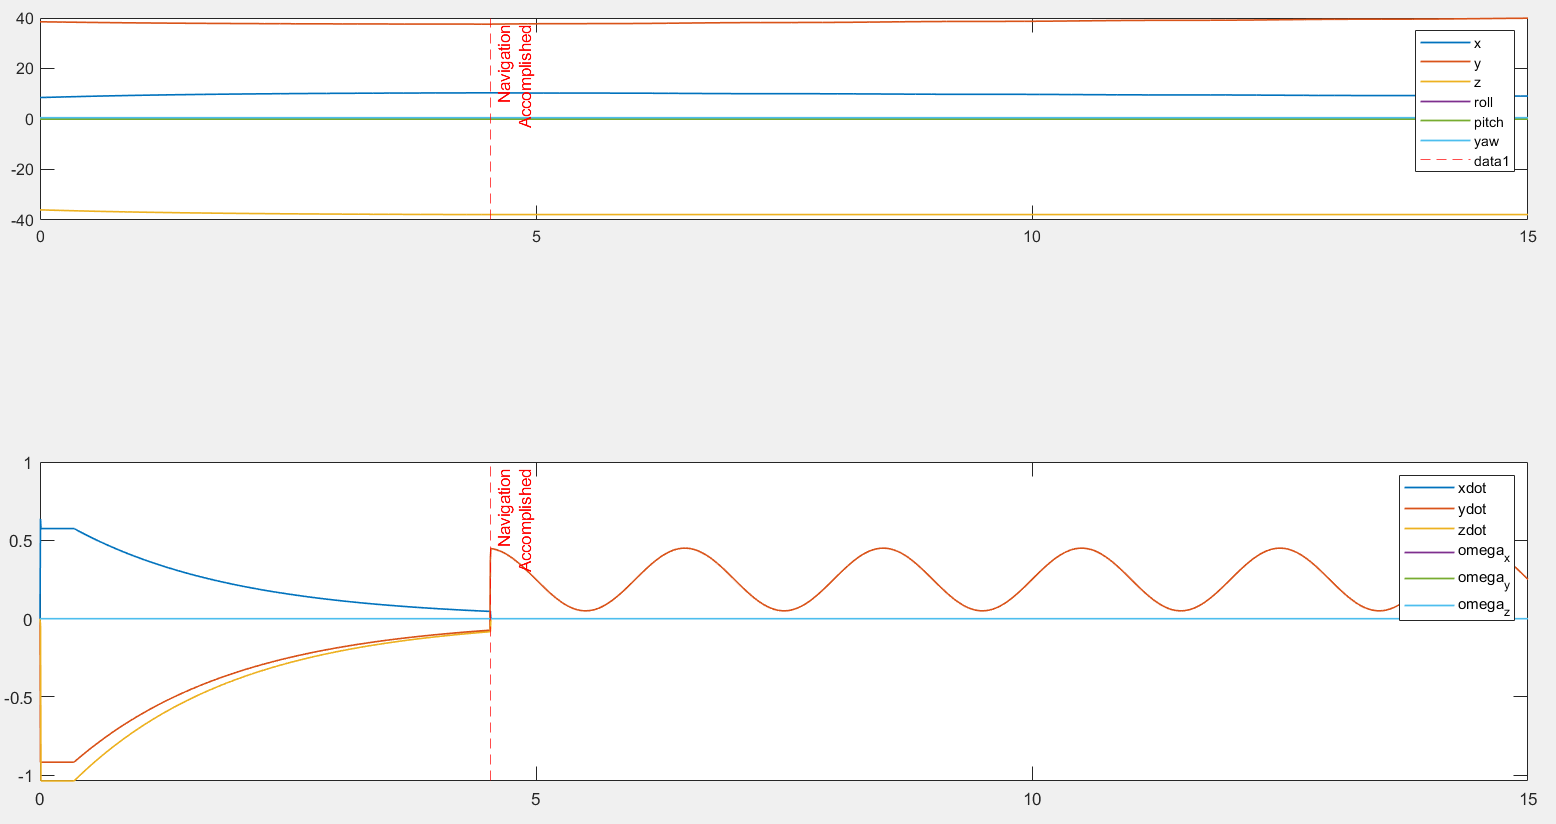 40
20
0
-20
-40
0
5
10
15
Navigation
Accomplished
x
y
z
roll
pitch
yaw
data1
1
0.5
0
-0.5
-1
0
5
10
15
Navigation
Accomplished
xdot
ydot
zdot
omega_x
omega_y
omega_z